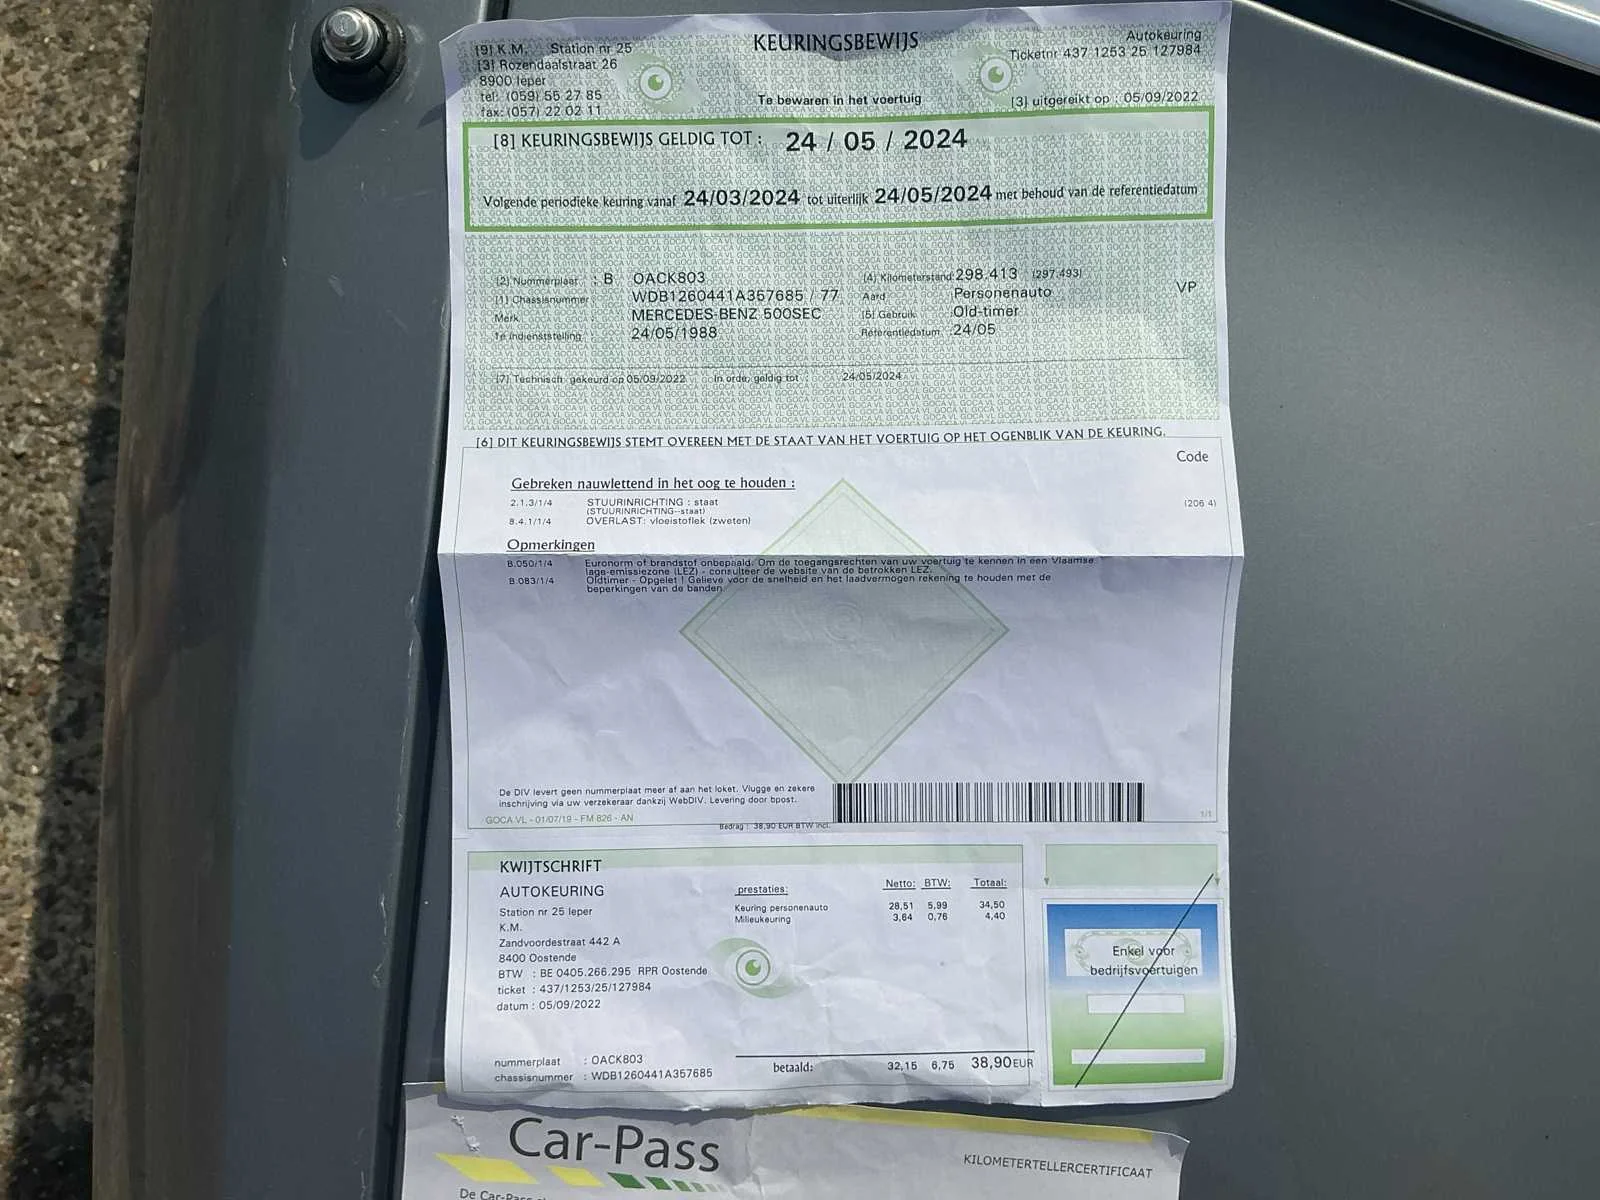 KEURINGSBEWIJS
[9] K.M. Station nr 25
[3] Rozendaalstraat 26
8900 Ieper
tel: (059) 55 27 85
fax: (057) 22 02 11
Te bewaren in het voertuig
Autokeuring
Ticketnr 437 1253 25 127984
[3] uitgereikt op : 05/09/2022
[8] KEURINGSBEWIJS GELDIG TOT : 24 / 05 / 2024
Volgende periodieke keuring vanaf 24/03/2024 tot uiterlijk 24/05/2024 met behoud van de referentiedatum
[2] Nummerplaat : B OACK803
[1] Chassisnummer : WDB1260441A357685 / 77
Merk : MERCEDES-BENZ 500SEC
1e Indienststelling : 24/05/1988
[4] Kilometerstand: 298.413 (297.493)
Aard : Personenauto
[5] Gebruik : Old-timer
Referentiedatum : 24/05
VP
[7] Technisch gekeurd op 05/09/2022 In orde, geldig tot : 24/05/2024
[6] DIT KEURINGSBEWIJS STEMT OVEREEN MET DE STAAT VAN HET VOERTUIG OP HET OGENBLIK VAN DE KEURING.
Code
Gebreken nauwlettend in het oog te houden :
2.1.3/1/4 STUURINRICHTING : staat (206 4)
(STUURINRICHTING--staat)
8.4.1/1/4 OVERLAST: vloeistoflek (zweten)
Opmerkingen
B.050/1/4 Euronorm of brandstof onbepaald. Om de toegangsrechten van uw voertuig te kennen in een Vlaamse
lage-emissiezone (LEZ) - consulteer de website van de betrokken LEZ.
B.083/1/4 Oldtimer - Opgelet ! Gelieve voor de snelheid en het laadvermogen rekening te houden met de
beperkingen van de banden.
De DIV levert geen nummerplaat meer af aan het loket. Vlugge en zekere
inschrijving via uw verzekeraar dankzij WebDIV. Levering door bpost.
GOCA VL - 01/07/19 - FM 826 - AN
1/1
Bedrag : 38,90 EUR BTW incl.
KWIJTSCHRIFT
AUTOKEURING
Station nr 25 Ieper
K.M.
Zandvoordestraat 442 A
8400 Oostende
BTW : BE 0405.266.295 RPR Oostende
ticket : 437/1253/25/127984
datum : 05/09/2022
nummerplaat : OACK803
chassisnummer : WDB1260441A357685
prestaties: Netto: BTW: Totaal:
Keuring personenauto 28,51 5,99 34,50
Milieukeuring 3,64 0,76 4,40
betaald: 32,15 6,75 38,90EUR
Enkel voor
bedrijfsvoertuigen
Car-Pass
KILOMETERTELLERCERTIFICAAT
De Car-Pass